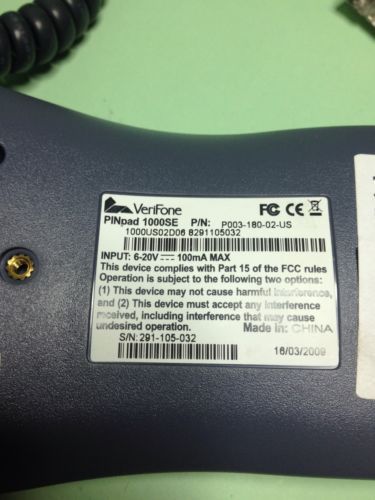 VeriFone
FC CE
PINpad 1000SE P/N: P003-180-02-US
1000US02D06 8291105032
INPUT: 6-20V ⎓ 100mA MAX
This device complies with Part 15 of the FCC rules
Operation is subject to the following two options:
(1) This device may not cause harmful Interference,
and (2) This device must accept any Interference
received, including interference that may cause
undesired operation. Made in: CHINA
S/N: 291-105-032
16/03/2009